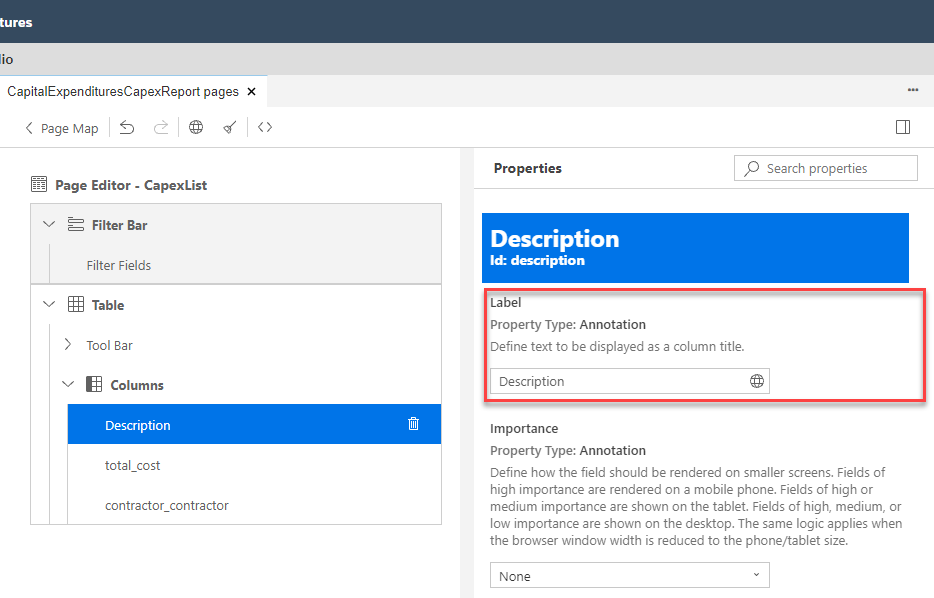 tures
lio
CapitalExpendituresCapexReport pages
Page Map
Page Editor - CapexList
Filter Bar
Filter Fields
Table
Tool Bar
Columns
Description
total_cost
contractor_contractor
Properties
Search properties
Description
Id: description
Label
Property Type: Annotation
Define text to be displayed as a column title.
Description
Importance
Property Type: Annotation
Define how the field should be rendered on smaller screens. Fields of
high importance are rendered on a mobile phone. Fields of high or
medium importance are shown on the tablet. Fields of high, medium, or
low importance are shown on the desktop. The same logic applies when
the browser window width is reduced to the phone/tablet size.
None